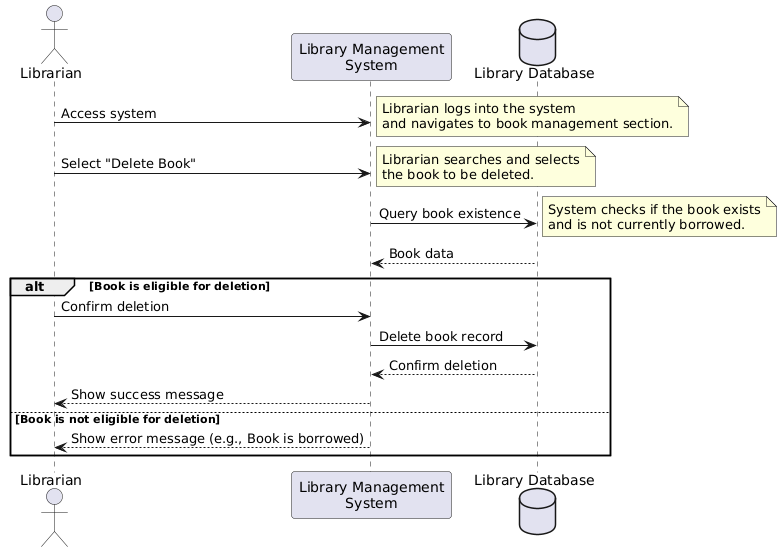 Librarian
Library Management
System
Library Database
Access system
Librarian logs into the system
and navigates to book management section.
Select "Delete Book"
Librarian searches and selects
the book to be deleted.
Query book existence
System checks if the book exists
and is not currently borrowed.
Book data
alt
[Book is eligible for deletion]
Confirm deletion
Delete book record
Confirm deletion
Show success message
[Book is not eligible for deletion]
Show error message (e.g., Book is borrowed)
Librarian
Library Management
System
Library Database